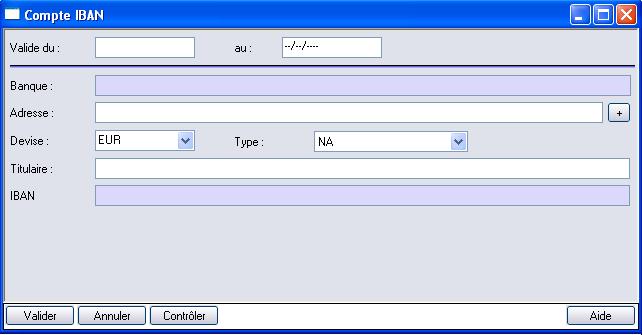 Compte IBAN
Valide du : au : --/--/----
Banque :
Adresse : +
Devise : EUR Type : NA
Titulaire :
IBAN
Valider Annuler Contrôler Aide